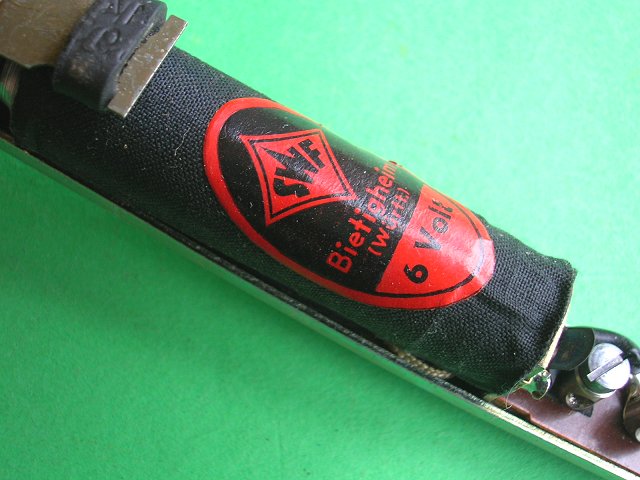 SWF
Bietigheim
(Württ).
6 Volt